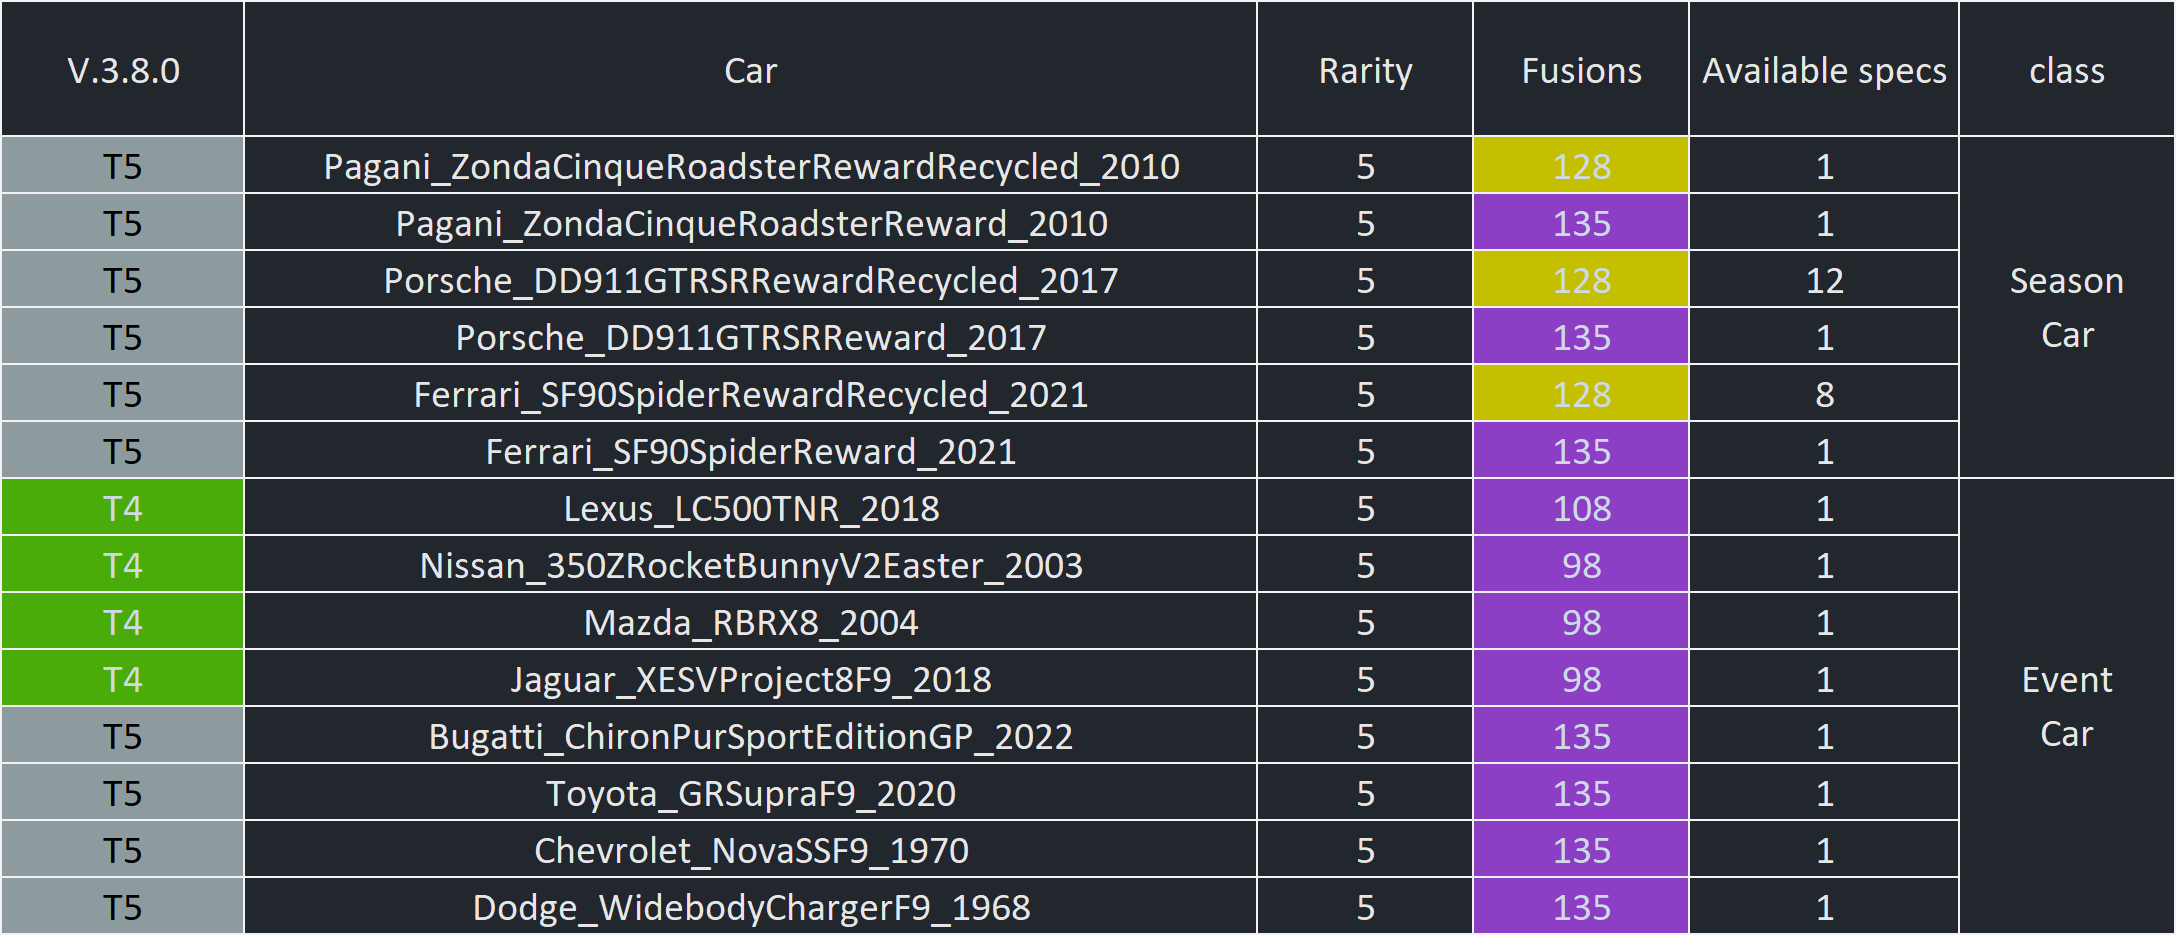 V.3.8.0 Car Rarity Fusions Available specs class
T5 Pagani_ZondaCinqueRoadsterRewardRecycled_2010 5 128 1
T5 Pagani_ZondaCinqueRoadsterReward_2010 5 135 1
T5 Porsche_DD911GTRSRRewardRecycled_2017 5 128 12 Season
T5 Porsche_DD911GTRSRReward_2017 5 135 1 Car
T5 Ferrari_SF90SpiderRewardRecycled_2021 5 128 8
T5 Ferrari_SF90SpiderReward_2021 5 135 1
T4 Lexus_LC500TNR_2018 5 108 1
T4 Nissan_350ZRocketBunnyV2Easter_2003 5 98 1
T4 Mazda_RBRX8_2004 5 98 1
T4 Jaguar_XESVProject8F9_2018 5 98 1 Event
T5 Bugatti_ChironPurSportEditionGP_2022 5 135 1 Car
T5 Toyota_GRSupraF9_2020 5 135 1
T5 Chevrolet_NovaSSF9_1970 5 135 1
T5 Dodge_WidebodyChargerF9_1968 5 135 1